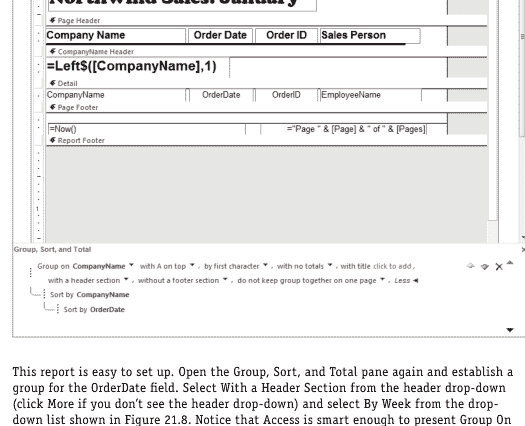 Northwind Sales: January
Page Header
Company Name Order Date Order ID Sales Person
CompanyName Header
=Left$([CompanyName],1)
Detail
CompanyName OrderDate OrderID EmployeeName
Page Footer
=Now() ="Page " & [Page] & " of " & [Pages]
Report Footer
1
Group, Sort, and Total
Group on CompanyName with A on top , by first character , with no totals , with title click to add ,
with a header section , without a footer section , do not keep group together on one page , Less
Sort by CompanyName
Sort by OrderDate
This report is easy to set up. Open the Group, Sort, and Total pane again and establish a
group for the OrderDate field. Select With a Header Section from the header drop-down
(click More if you don't see the header drop-down) and select By Week from the drop-
down list shown in Figure 21.8. Notice that Access is smart enough to present Group On